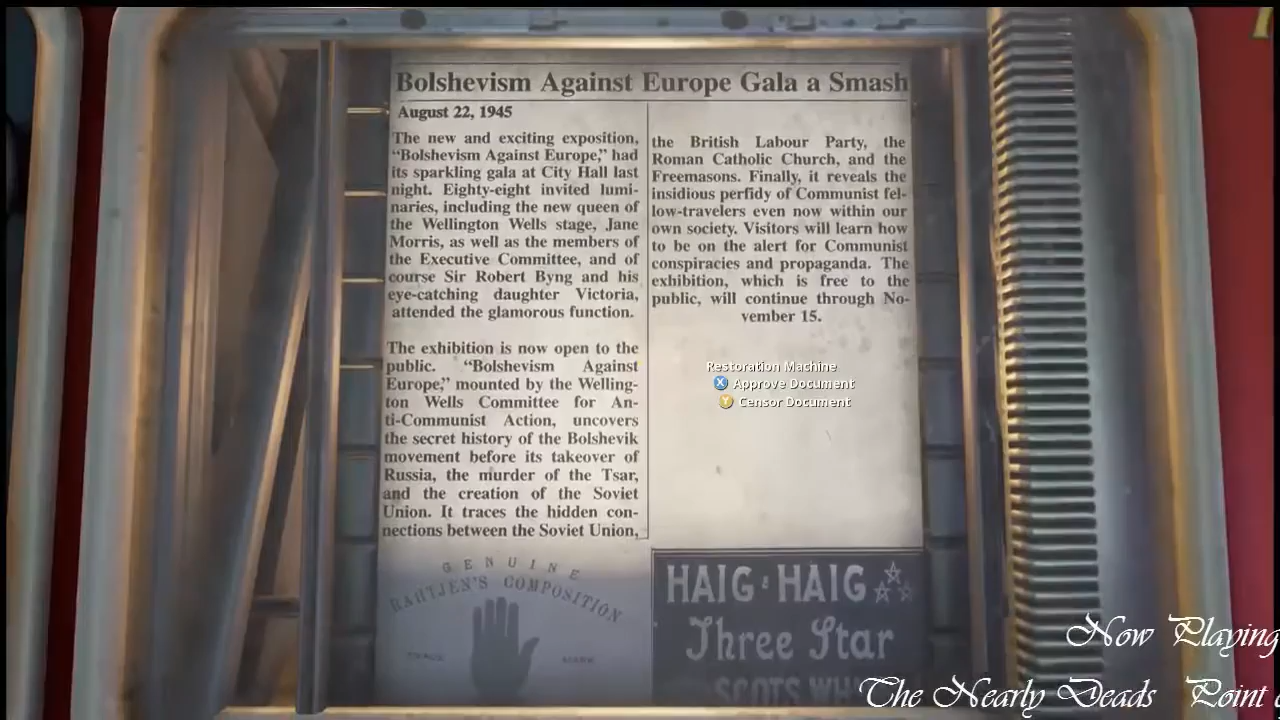 Bolshevism Against Europe Gala a Smash
August 22, 1945
The new and exciting exposition,
“Bolshevism Against Europe,” had
its sparkling gala at City Hall last
night. Eighty-eight invited lumi-
naries, including the new queen of
the Wellington Wells stage, Jane
Morris, as well as the members of
the Executive Committee, and of
course Sir Robert Byng and his
eye-catching daughter Victoria,
attended the glamorous function.
The exhibition is now open to the
public. “Bolshevism Against
Europe,” mounted by the Welling-
ton Wells Committee for An-
ti-Communist Action, uncovers
the secret history of the Bolshevik
movement before its takeover of
Russia, the murder of the Tsar,
and the creation of the Soviet
Union. It traces the hidden con-
nections between the Soviet Union,
the British Labour Party, the
Roman Catholic Church, and the
Freemasons. Finally, it reveals the
insidious perfidy of Communist fel-
low-travelers even now within our
own society. Visitors will learn how
to be on the alert for Communist
conspiracies and propaganda. The
exhibition, which is free to the
public, will continue through No-
vember 15.
Restoration Machine
X Approve Document
Y Censor Document
GENUINE
RAHTJEN'S COMPOSITION
TRADE MARK
HAIG & HAIG
Three Star
SCOTS
Now Playing
The Nearly Deads Point